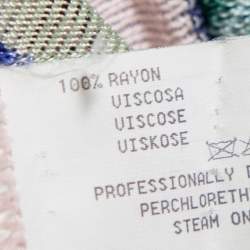 100% RAYON
VISCOSA
VISCOSE
VISKOSE
PROFESSIONALLY D
PERCHLORETH
STEAM ON